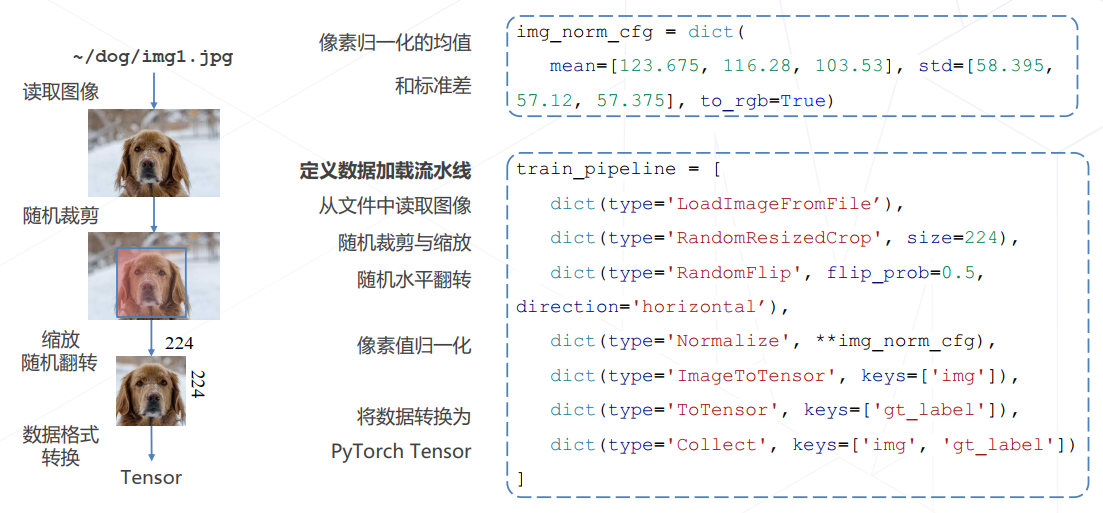 ~/dog/img1.jpg
读取图像
随机裁剪
缩放
随机翻转
224
224
数据格式
转换
Tensor
像素归一化的均值
和标准差
img_norm_cfg = dict(
mean=[123.675, 116.28, 103.53], std=[58.395,
57.12, 57.375], to_rgb=True)
定义数据加载流水线
train_pipeline = [
从文件中读取图像
dict(type='LoadImageFromFile’),
随机裁剪与缩放
dict(type='RandomResizedCrop', size=224),
随机水平翻转
dict(type='RandomFlip', flip_prob=0.5,
direction='horizontal’),
像素值归一化
dict(type='Normalize', **img_norm_cfg),
dict(type='ImageToTensor', keys=['img']),
将数据转换为
dict(type='ToTensor', keys=['gt_label']),
PyTorch Tensor
dict(type='Collect', keys=['img', 'gt_label'])
]